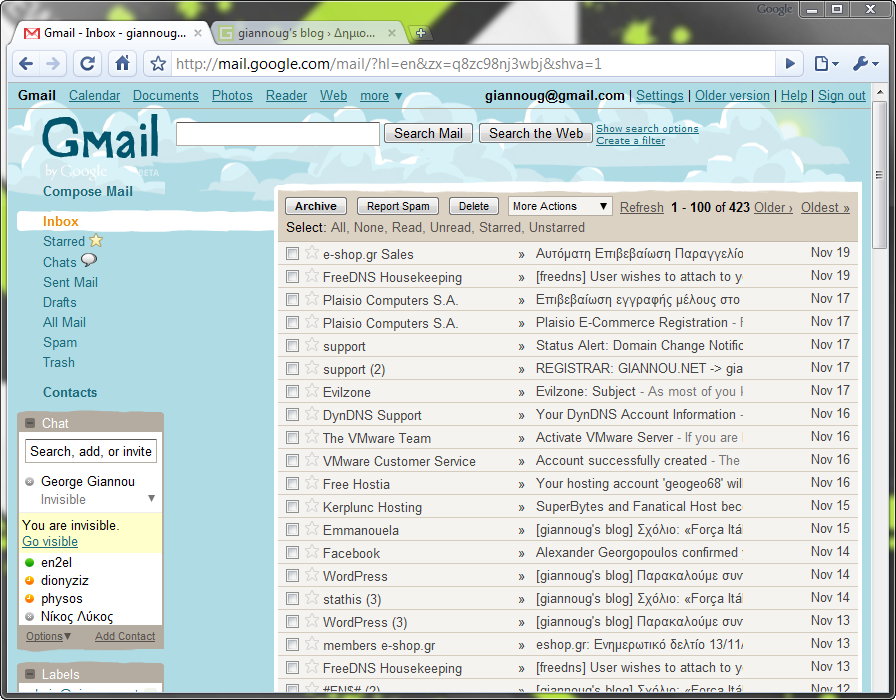 Google
Gmail - Inbox - giannoug...
giannoug's blog › Δημιο...
http://mail.google.com/mail/?hl=en&zx=q8zc98nj3wbj&shva=1
Gmail Calendar Documents Photos Reader Web more ▼ giannoug@gmail.com | Settings | Older version | Help | Sign out
Gmail
by Google BETA
Search Mail Search the Web Show search options
Create a filter
Compose Mail
Inbox
Starred
Chats
Sent Mail
Drafts
All Mail
Spam
Trash
Contacts
Chat
Search, add, or invite
George Giannou
Invisible
You are invisible.
Go visible
en2el
dionyziz
physos
Νίκος Λύκος
Options▼ Add Contact
Labels
Archive Report Spam Delete More Actions ▼ Refresh 1 - 100 of 423 Older › Oldest »
Select: All, None, Read, Unread, Starred, Unstarred
e-shop.gr Sales » Αυτόματη Επιβεβαίωση Παραγγελίο Nov 19
FreeDNS Housekeeping » [freedns] User wishes to attach to y Nov 19
Plaisio Computers S.A. » Επιβεβαίωση εγγραφής μέλους στο Nov 17
Plaisio Computers S.A. » Plaisio E-Commerce Registration - Nov 17
support » Status Alert: Domain Change Notific Nov 17
support (2) » REGISTRAR: GIANNOU.NET -> gia Nov 17
Evilzone » Evilzone: Subject - As most of you Nov 17
DynDNS Support » Your DynDNS Account Information - Nov 16
The VMware Team » Activate VMware Server - If you are Nov 16
VMware Customer Service » Account successfully created - The Nov 16
Free Hostia » Your hosting account 'geogeo68' wil Nov 16
Kerplunc Hosting » SuperBytes and Fanatical Host bec Nov 15
Emmanouela » [giannoug's blog] Σχόλιο: «Força Itál Nov 15
Facebook » Alexander Georgopoulos confirmed Nov 14
WordPress » [giannoug's blog] Παρακαλούμε συν Nov 14
stathis (3) » [giannoug's blog] Σχόλιο: «Força Itál Nov 14
WordPress (3) » [giannoug's blog] Παρακαλούμε συν Nov 13
members e-shop.gr » eshop.gr: Ενημερωτικό δελτίο 13/11/ Nov 13
FreeDNS Housekeeping » [freedns] User wishes to attach to y Nov 13
#EN$# (2) » [giannoug's blog] Σχόλιο: «Força Itál Nov 12